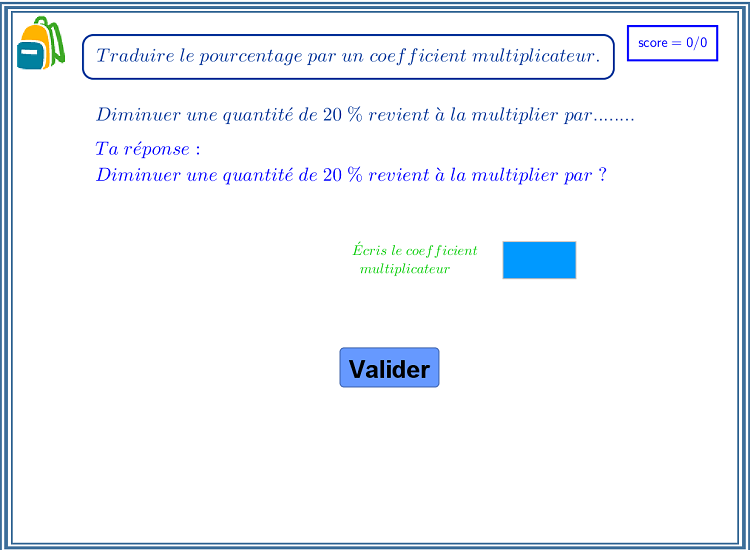 Traduire le pourcentage par un coefficient multiplicateur.
score = 0/0
Diminuer une quantité de 20 % revient à la multiplier par........
Ta réponse :
Diminuer une quantité de 20 % revient à la multiplier par ?
Écris le coefficient
multiplicateur
Valider